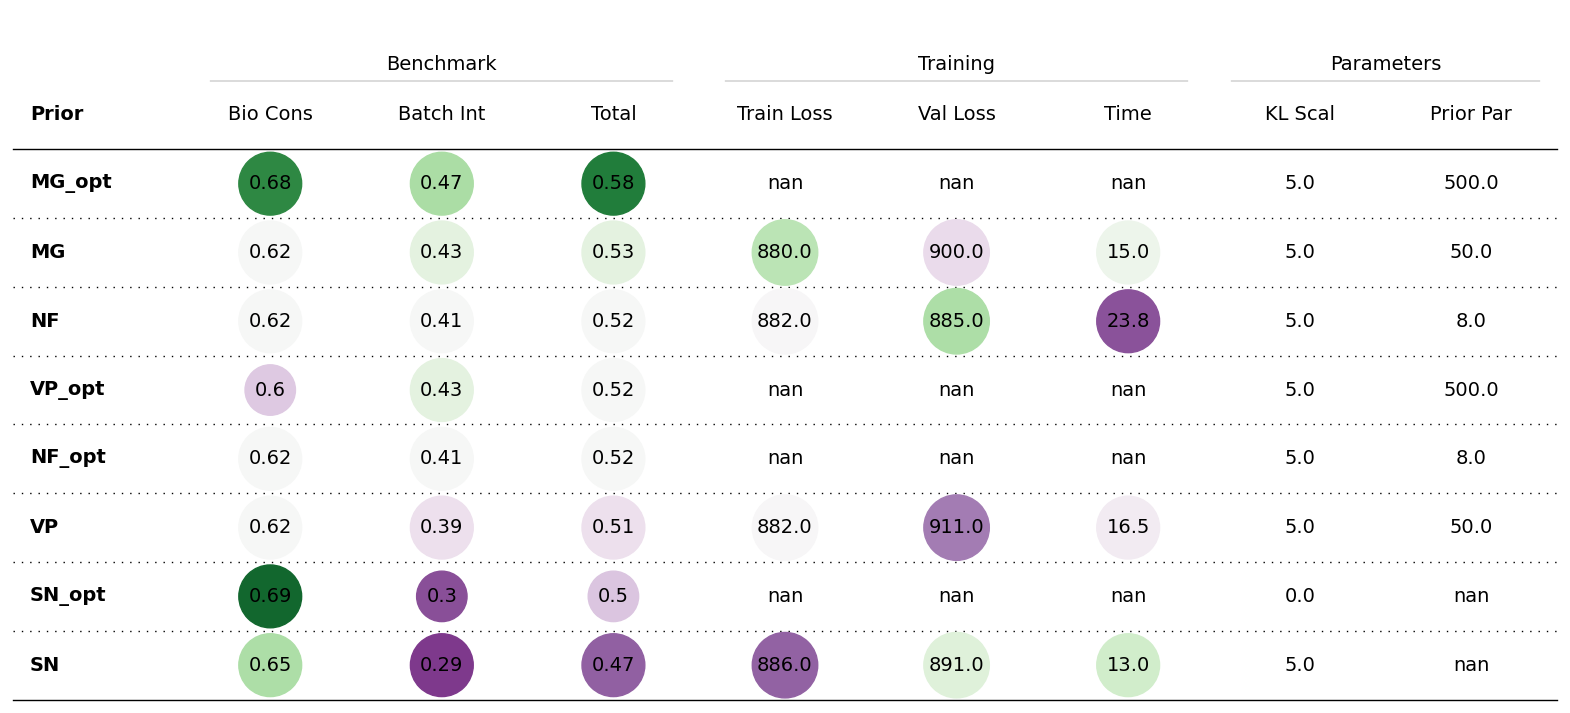 Benchmark Training Parameters
Prior Bio Cons Batch Int Total Train Loss Val Loss Time KL Scal Prior Par
MG_opt 0.68 0.47 0.58 nan nan nan 5.0 500.0
MG 0.62 0.43 0.53 880.0 900.0 15.0 5.0 50.0
NF 0.62 0.41 0.52 882.0 885.0 23.8 5.0 8.0
VP_opt 0.6 0.43 0.52 nan nan nan 5.0 500.0
NF_opt 0.62 0.41 0.52 nan nan nan 5.0 8.0
VP 0.62 0.39 0.51 882.0 911.0 16.5 5.0 50.0
SN_opt 0.69 0.3 0.5 nan nan nan 0.0 nan
SN 0.65 0.29 0.47 886.0 891.0 13.0 5.0 nan